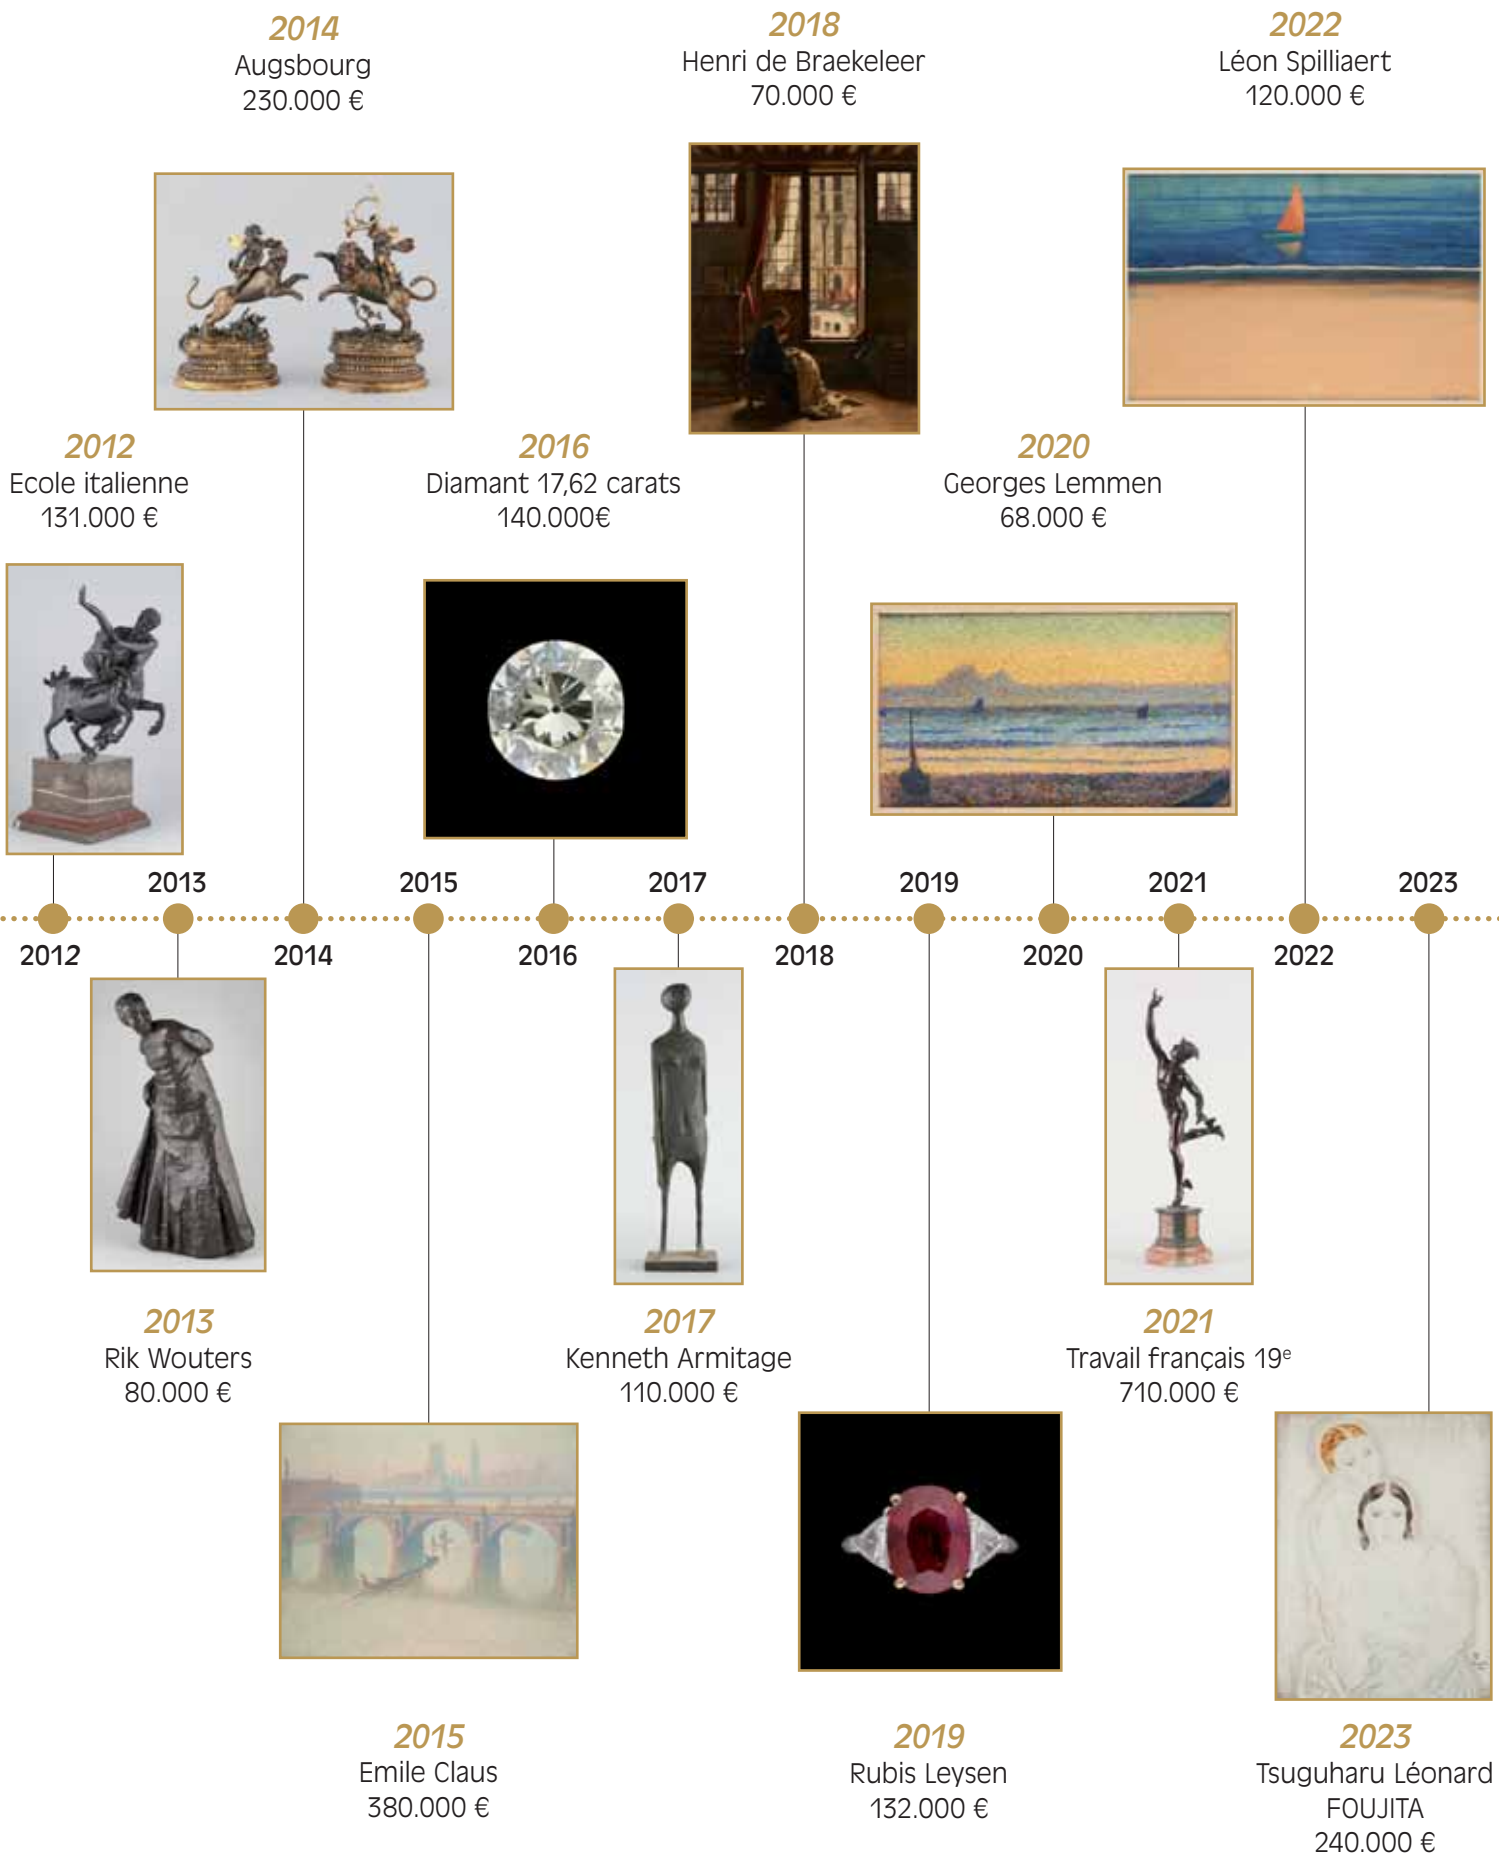 2014
Augsbourg
230.000 €
2018
Henri de Braekeleer
70.000 €
2022
Léon Spilliaert
120.000 €
2012
Ecole italienne
131.000 €
2016
Diamant 17,62 carats
140.000€
2020
Georges Lemmen
68.000 €
2013
2015
2017
2019
2021
2023
2012
2014
2016
2018
2020
2022
2013
Rik Wouters
80.000 €
2017
Kenneth Armitage
110.000 €
2021
Travail français 19e
710.000 €
2015
Emile Claus
380.000 €
2019
Rubis Leysen
132.000 €
2023
Tsuguharu Léonard
FOUJITA
240.000 €